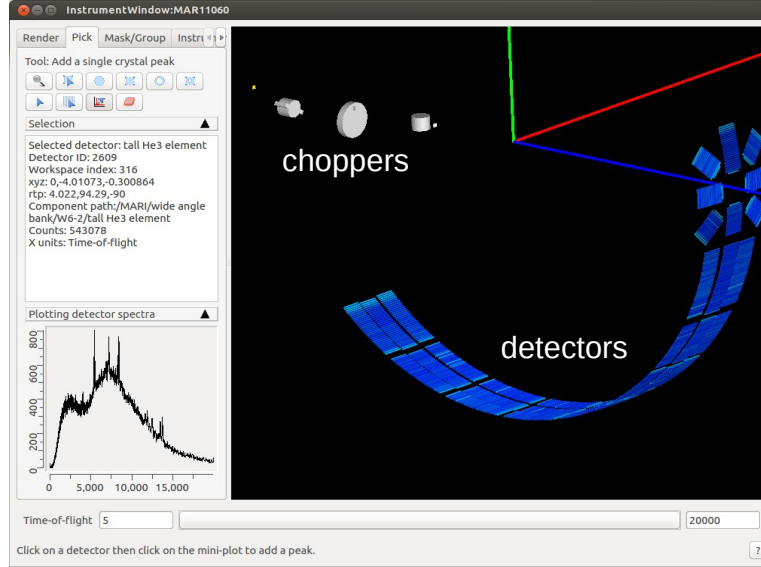 InstrumentWindow:MAR11060
Render Pick Mask/Group
Tool: Add a single crystal peak
Selection
Selected detector: tall He3 element
Detector ID: 2609
Workspace index: 316
xyz: 0,-4.01073,-0.300864
rtp: 4.022,94.29,-90
Component path:/MARI/wide angle
bank/W6-2/tall He3 element
Counts: 543078
X units: Time-of-flight
choppers
detectors
Plotting detector spectra
800
600
400
200
0
0 5,000 10,000 15,000
Time-of-flight 5 20000
Click on a detector then click on the mini-plot to add a peak. ?